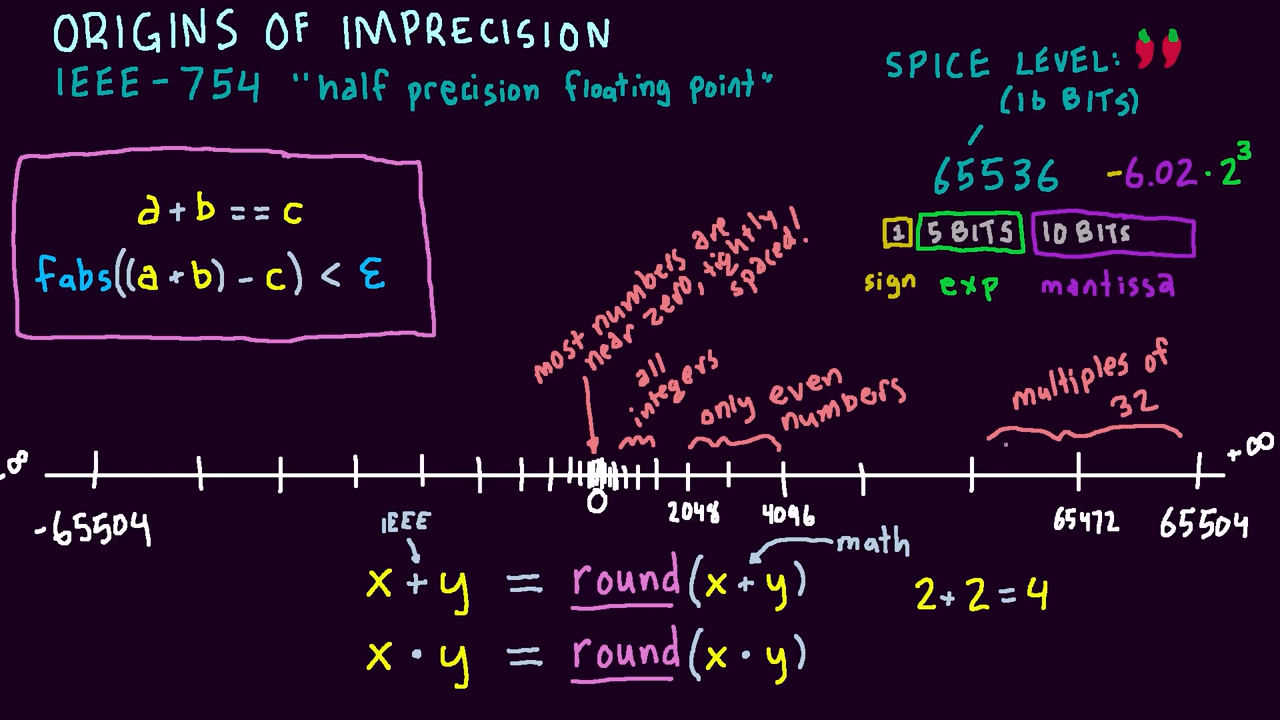 ORIGINS OF IMPRECISION
IEEE-754 "half precision floating point"
SPICE LEVEL:
(16 BITS)
65536
-6.02 · 2³
1 5 BITS 10 BITS
sign exp mantissa
a + b == c
fabs((a + b) - c) < ε
most numbers are
near zero, tightly
spaced!
all
integers
only even
numbers
multiples of
32
-∞
+∞
-65504
0
2048
4096
65472
65504
IEEE
math
x + y = round(x + y)
2 + 2 = 4
x · y = round(x · y)